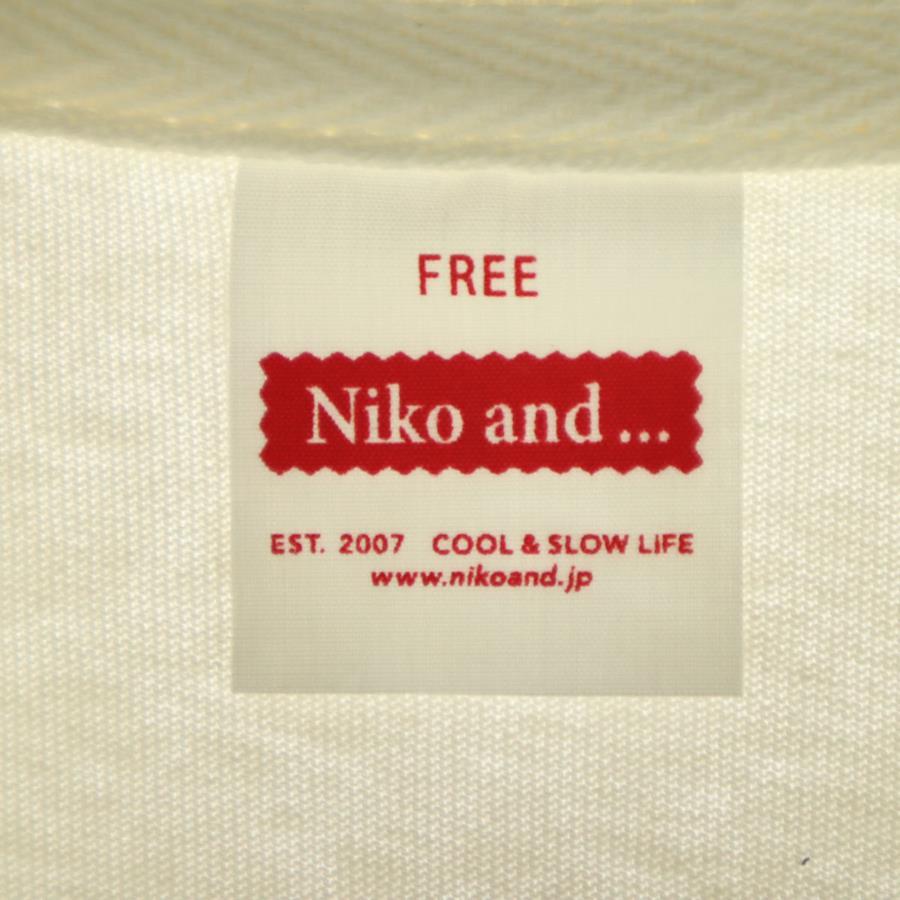 FREE
Niko and ...
EST. 2007 COOL & SLOW LIFE
www.nikoand.jp